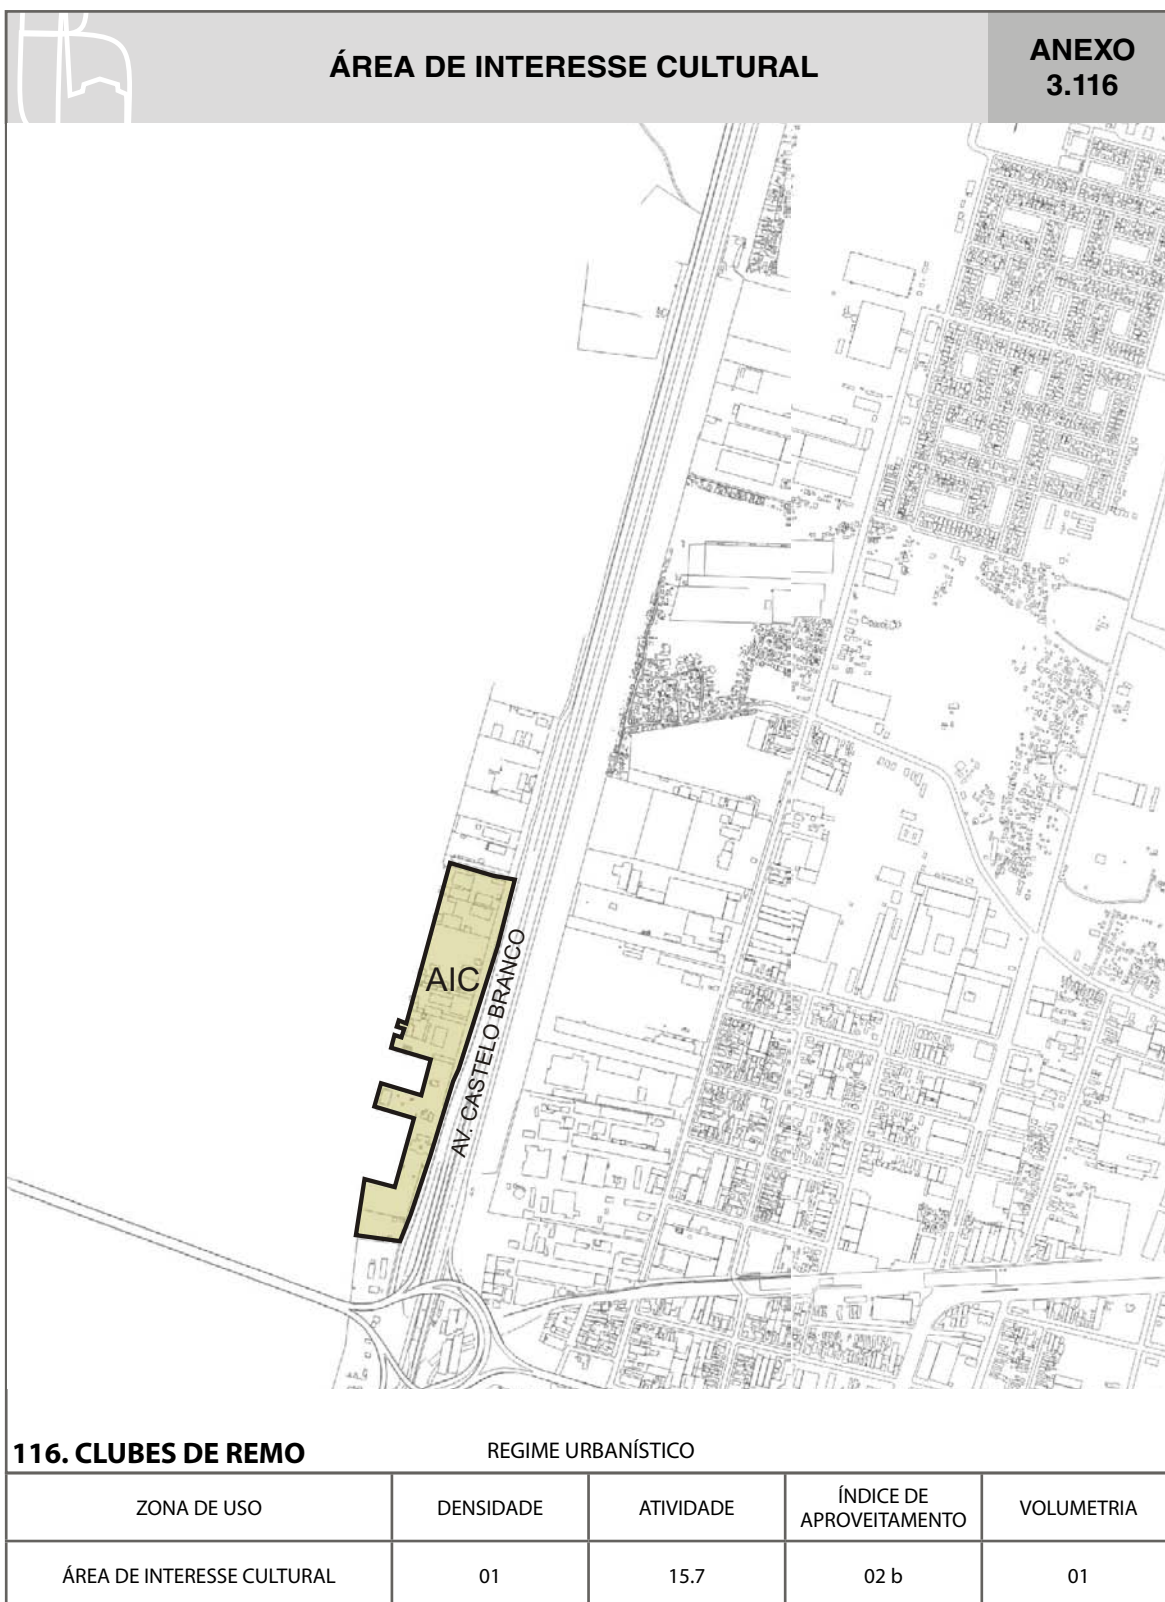 ÁREA DE INTERESSE CULTURAL
ANEXO
3.116
AIC
AV. CASTELO BRANCO
116. CLUBES DE REMO
REGIME URBANÍSTICO
ZONA DE USO
DENSIDADE
ATIVIDADE
ÍNDICE DE
APROVEITAMENTO
VOLUMETRIA
ÁREA DE INTERESSE CULTURAL
01
15.7
02 b
01